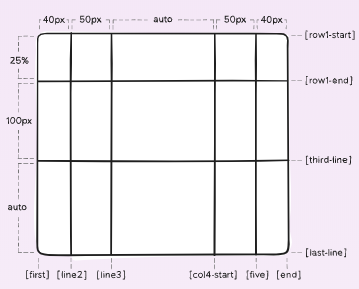 40px 50px auto 50px 40px
[row1-start]
25%
[row1-end]
100px
[third-line]
auto
[last-line]
[first] [line2] [line3] [col4-start] [five] [end]